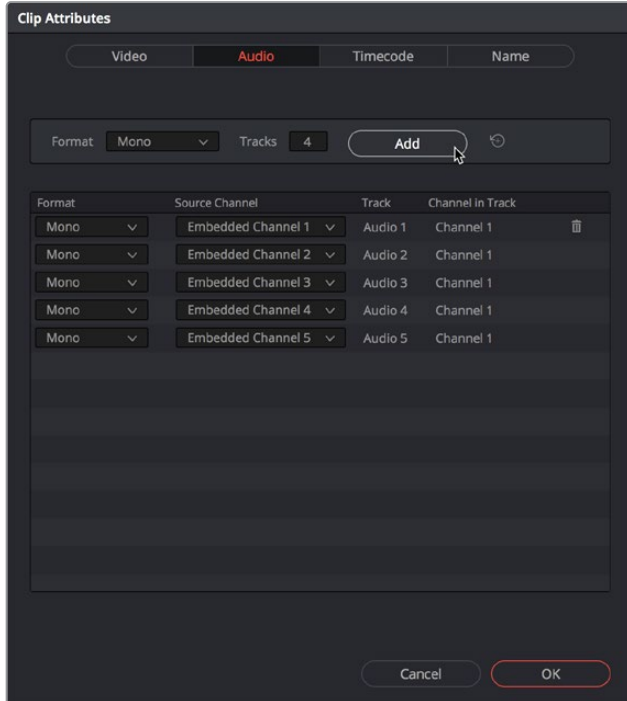 Clip Attributes
Video Audio Timecode Name
Format Mono Tracks 4 Add
Format Source Channel Track Channel in Track
Mono Embedded Channel 1 Audio 1 Channel 1
Mono Embedded Channel 2 Audio 2 Channel 1
Mono Embedded Channel 3 Audio 3 Channel 1
Mono Embedded Channel 4 Audio 4 Channel 1
Mono Embedded Channel 5 Audio 5 Channel 1
Cancel OK